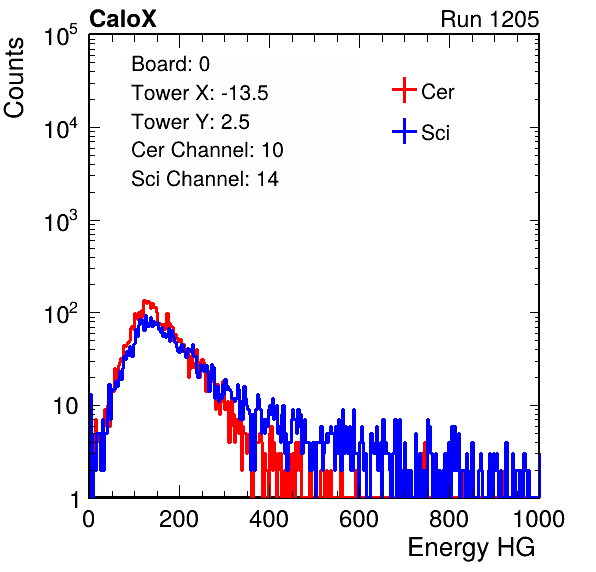 CaloX Run 1205
Counts
Board: 0
Tower X: -13.5
Tower Y: 2.5
Cer Channel: 10
Sci Channel: 14
Cer
Sci
10^5
10^4
10^3
10^2
10
1
0 200 400 600 800 1000
Energy HG